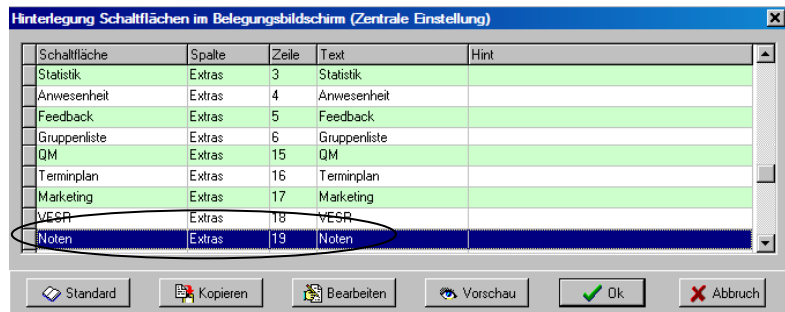 Hinterlegung Schaltflächen im Belegungsbildschirm (Zentrale Einstellung)
Schaltfläche Spalte Zeile Text Hint
Statistik Extras 3 Statistik
Anwesenheit Extras 4 Anwesenheit
Feedback Extras 5 Feedback
Gruppenliste Extras 6 Gruppenliste
QM Extras 15 QM
Terminplan Extras 16 Terminplan
Marketing Extras 17 Marketing
VESR Extras 18 VESR
Noten Extras 19 Noten
Standard Kopieren Bearbeiten Vorschau Ok Abbruch